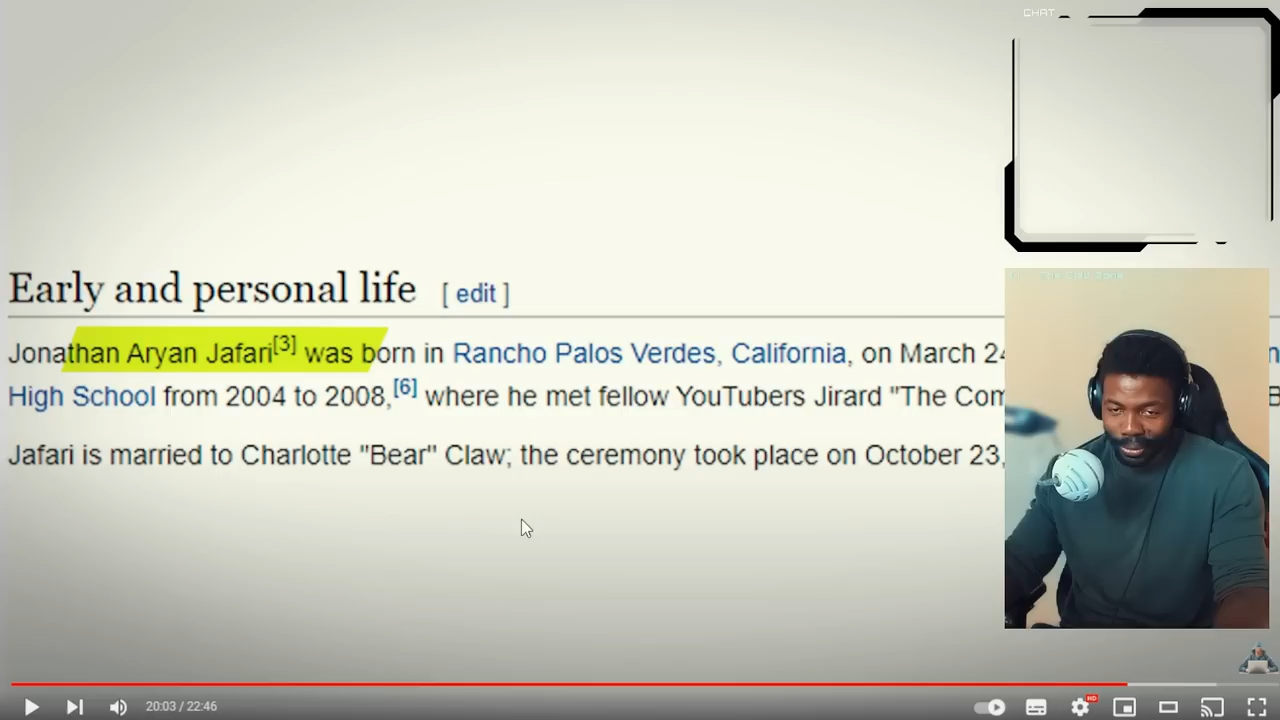 CHAT
Early and personal life [ edit ]
Jonathan Aryan Jafari[3] was born in Rancho Palos Verdes, California, on March 24
High School from 2004 to 2008,[6] where he met fellow YouTubers Jirard "The Com
Jafari is married to Charlotte "Bear" Claw; the ceremony took place on October 23,
20:03 / 22:46
HD